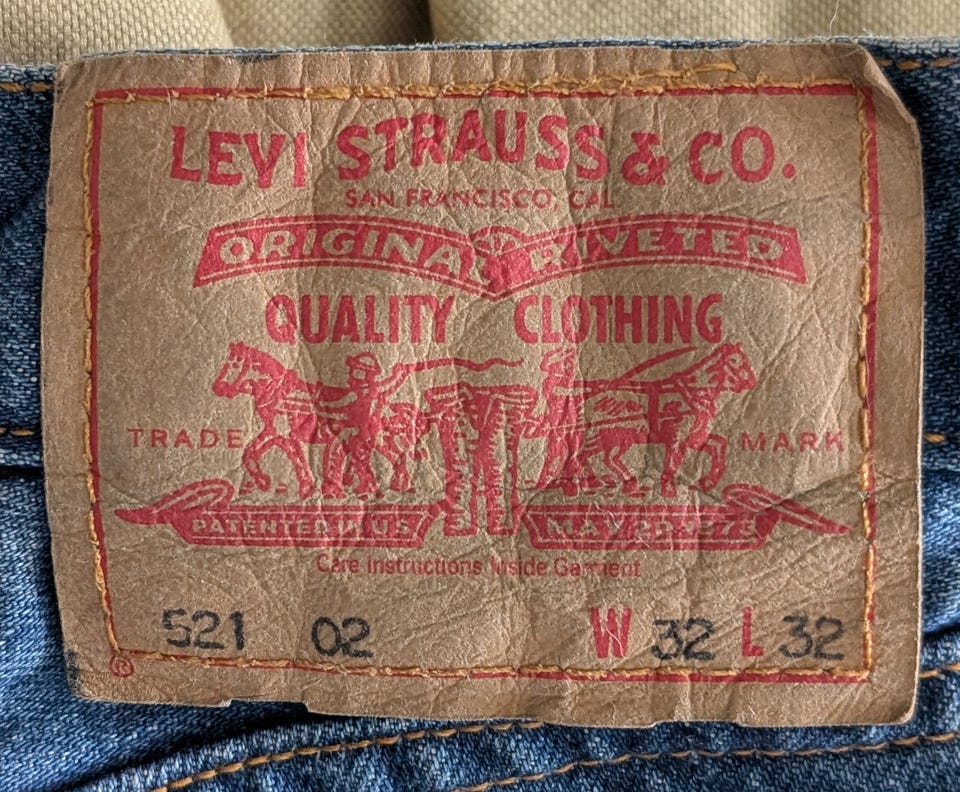 LEVI STRAUSS & CO.
SAN FRANCISCO, CAL
ORIGINAL RIVETED
QUALITY CLOTHING
TRADE MARK
PATENTED IN US MAY 20 1873
Care Instructions Inside Garment
521 02 W 32 L 32
®